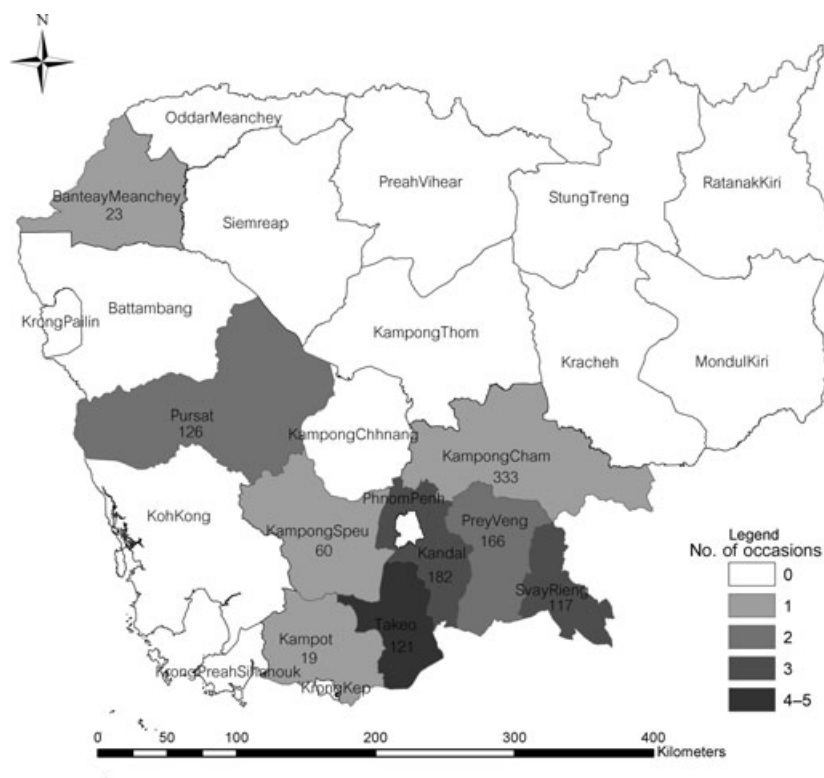 N
OddarMeanchey
BanteayMeanchey
23
Siemreap
PreahVihear
StungTreng
RatanakKiri
Battambang
KrongPailin
KampongThom
Kracheh
MondulKiri
Pursat
126
KampongChhnang
KampongCham
333
KohKong
KampongSpeu
60
PhnomPenh
Kandal
182
PreyVeng
166
SvayRieng
117
Takeo
121
Kampot
19
KrongPreahSihanouk
KrongKep
Legend
No. of occasions
0
1
2
3
4–5
0 50 100 200 300 400
Kilometers